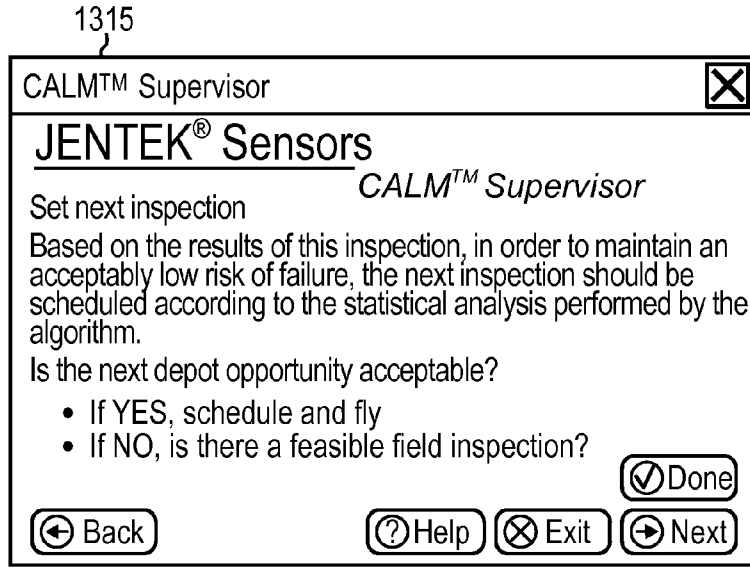 1315
CALM™ Supervisor
JENTEK® Sensors
CALM™ Supervisor
Set next inspection
Based on the results of this inspection, in order to maintain an
acceptably low risk of failure, the next inspection should be
scheduled according to the statistical analysis performed by the
algorithm.
Is the next depot opportunity acceptable?
• If YES, schedule and fly
• If NO, is there a feasible field inspection?
Done
Back Help Exit Next